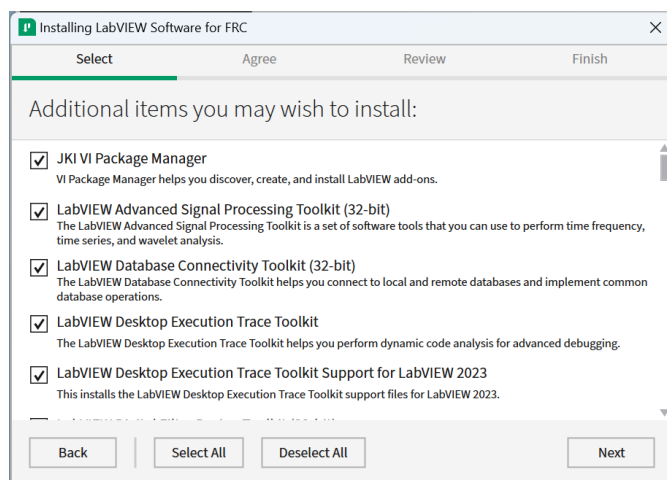 Installing LabVIEW Software for FRC
Select Agree Review Finish
Additional items you may wish to install:
JKI VI Package Manager
VI Package Manager helps you discover, create, and install LabVIEW add-ons.
LabVIEW Advanced Signal Processing Toolkit (32-bit)
The LabVIEW Advanced Signal Processing Toolkit is a set of software tools that you can use to perform time frequency,
time series, and wavelet analysis.
LabVIEW Database Connectivity Toolkit (32-bit)
The LabVIEW Database Connectivity Toolkit helps you connect to local and remote databases and implement common
database operations.
LabVIEW Desktop Execution Trace Toolkit
The LabVIEW Desktop Execution Trace Toolkit helps you perform dynamic code analysis for advanced debugging.
LabVIEW Desktop Execution Trace Toolkit Support for LabVIEW 2023
This installs the LabVIEW Desktop Execution Trace Toolkit support files for LabVIEW 2023.
Back Select All Deselect All Next